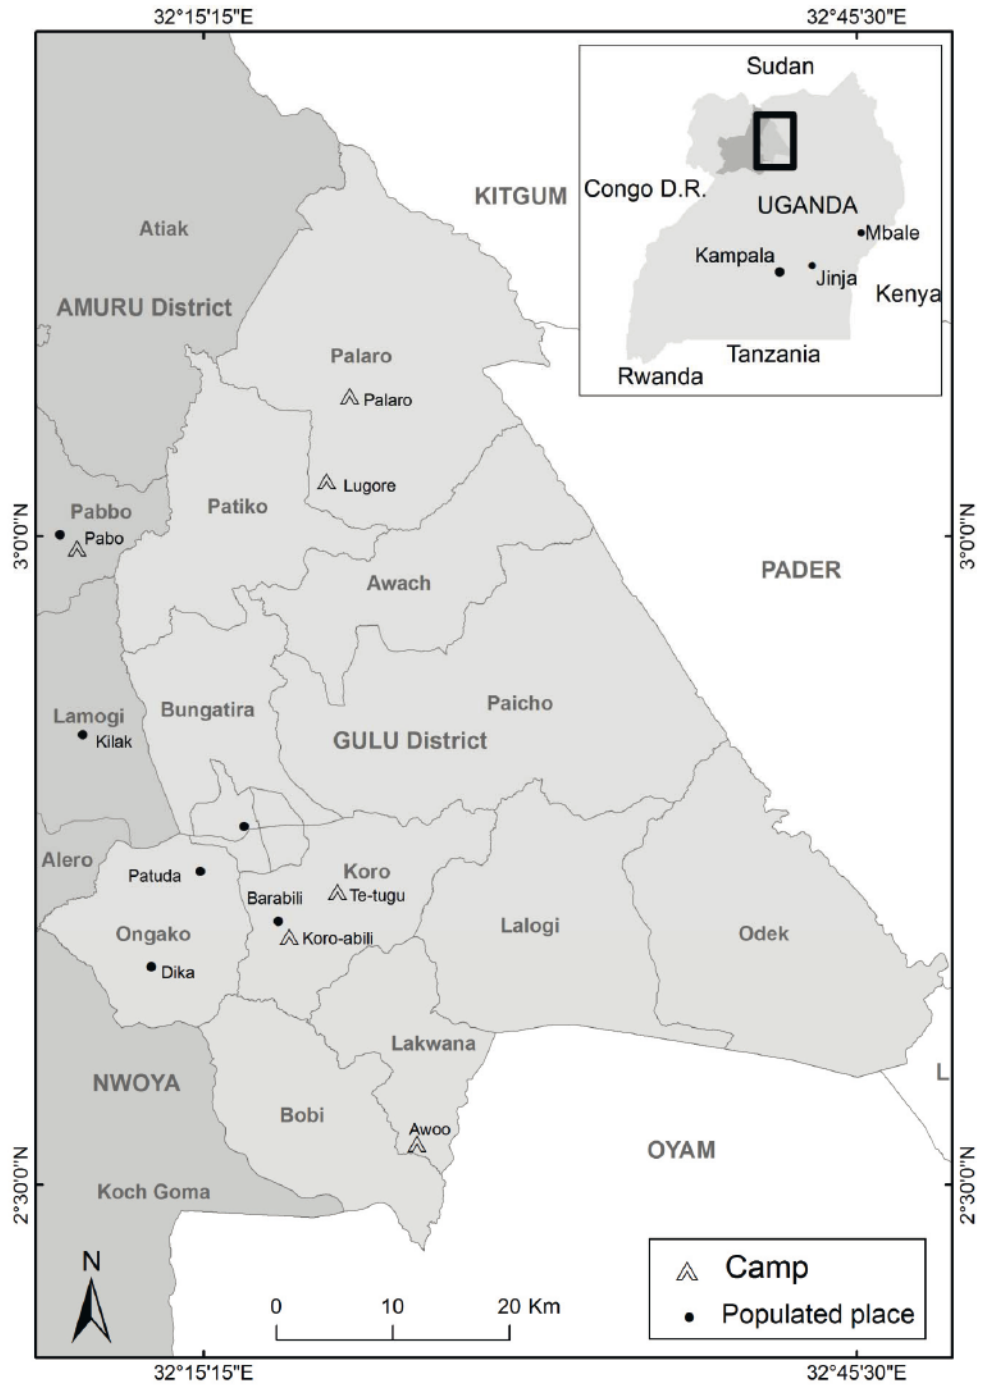 32°15'15"E
32°45'30"E
Sudan
Congo D.R.
UGANDA
Mbale
Kampala
Jinja
Kenya
Tanzania
Rwanda
KITGUM
Atiak
AMURU District
Palaro
Palaro
Lugore
Patiko
Pabbo
Pabo
3°0'0"N
3°0'0"N
Awach
PADER
Paicho
Bungatira
Lamogi
Kilak
GULU District
Alero
Patuda
Koro
Te-tugu
Barabili
Koro-abili
Ongako
Dika
Lalogi
Odek
Lakwana
NWOYA
L
Bobi
Awoo
OYAM
2°30'0"N
2°30'0"N
Koch Goma
N
0 10 20 Km
Camp
Populated place
32°15'15"E
32°45'30"E